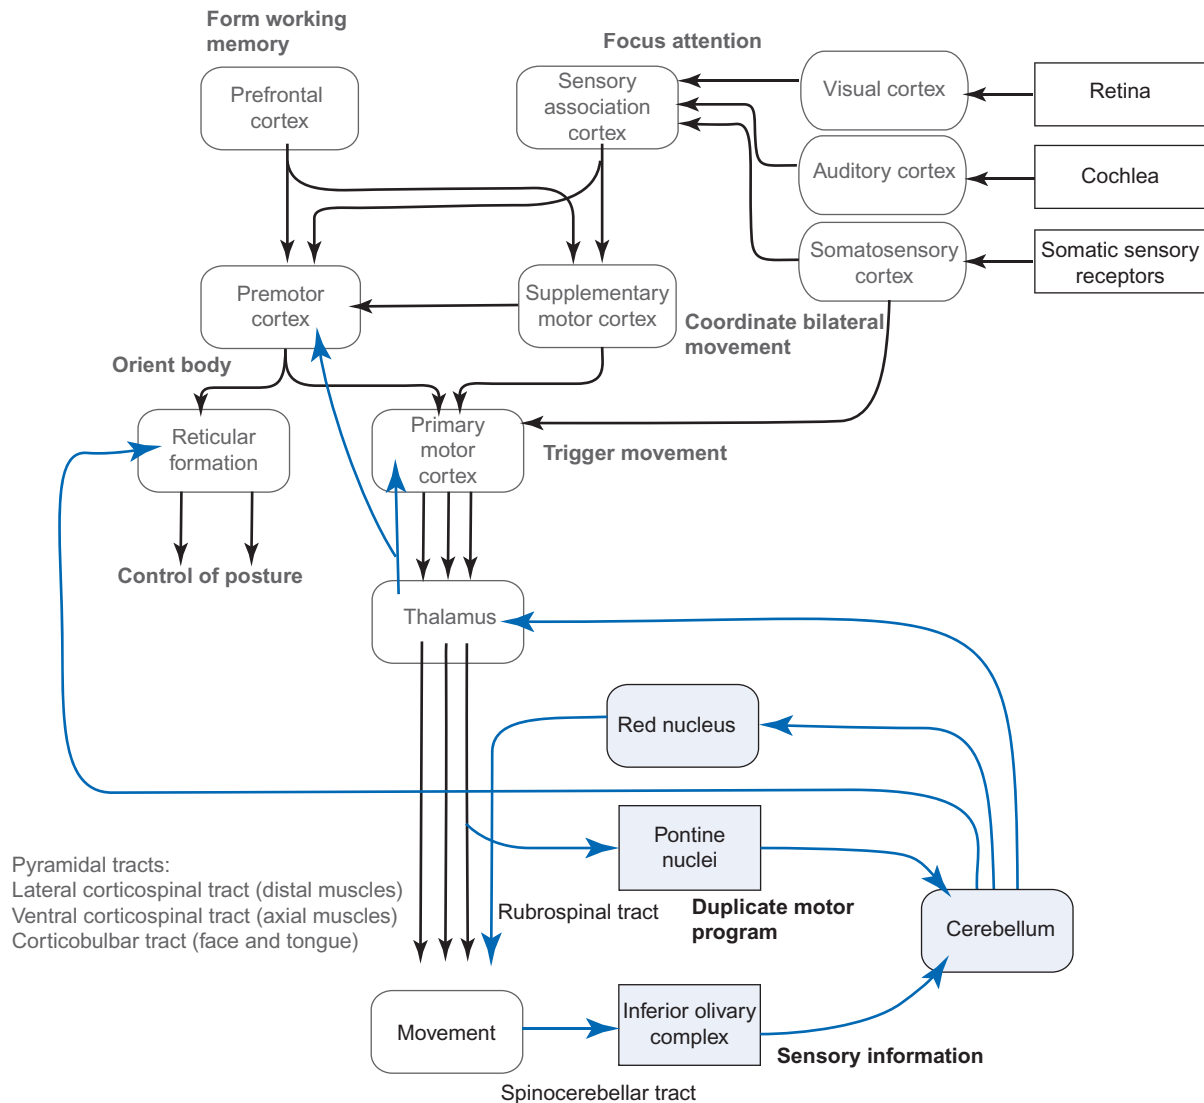 Form working
memory
Focus attention
Prefrontal
cortex
Sensory
association
cortex
Visual cortex
Retina
Auditory cortex
Cochlea
Somatosensory
cortex
Somatic sensory
receptors
Premotor
cortex
Supplementary
motor cortex
Coordinate bilateral
movement
Orient body
Reticular
formation
Primary
motor
cortex
Trigger movement
Control of posture
Thalamus
Red nucleus
Pontine
nuclei
Pyramidal tracts:
Lateral corticospinal tract (distal muscles)
Ventral corticospinal tract (axial muscles)
Corticobulbar tract (face and tongue)
Rubrospinal tract
Duplicate motor
program
Cerebellum
Movement
Inferior olivary
complex
Sensory information
Spinocerebellar tract